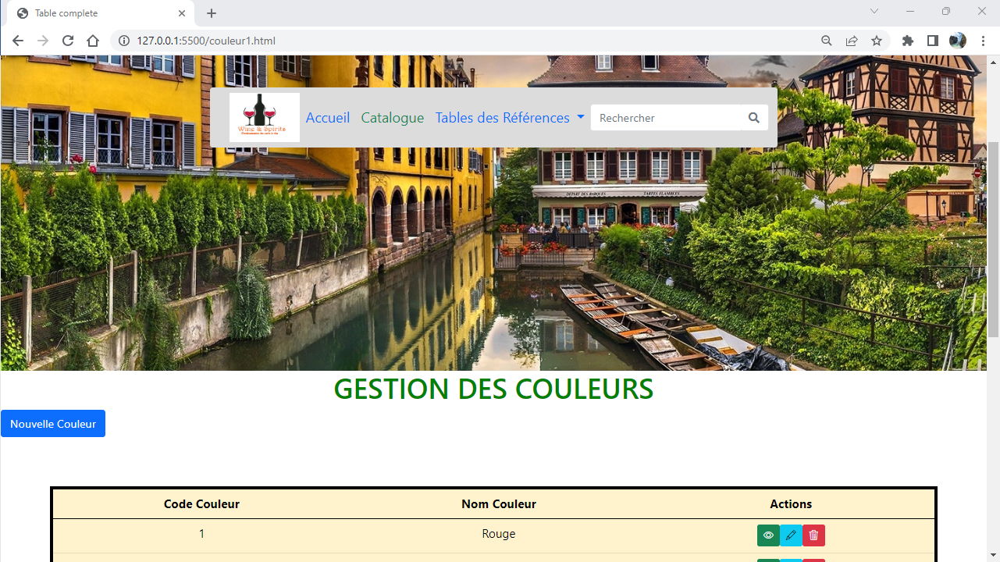 Table complete
127.0.0.1:5500/couleur1.html
Wine & Spirits
Accueil Catalogue Tables des Références Rechercher
DEPART DES BARQUES TARTES FLAMBEES
GESTION DES COULEURS
Nouvelle Couleur
Code Couleur Nom Couleur Actions
1 Rouge